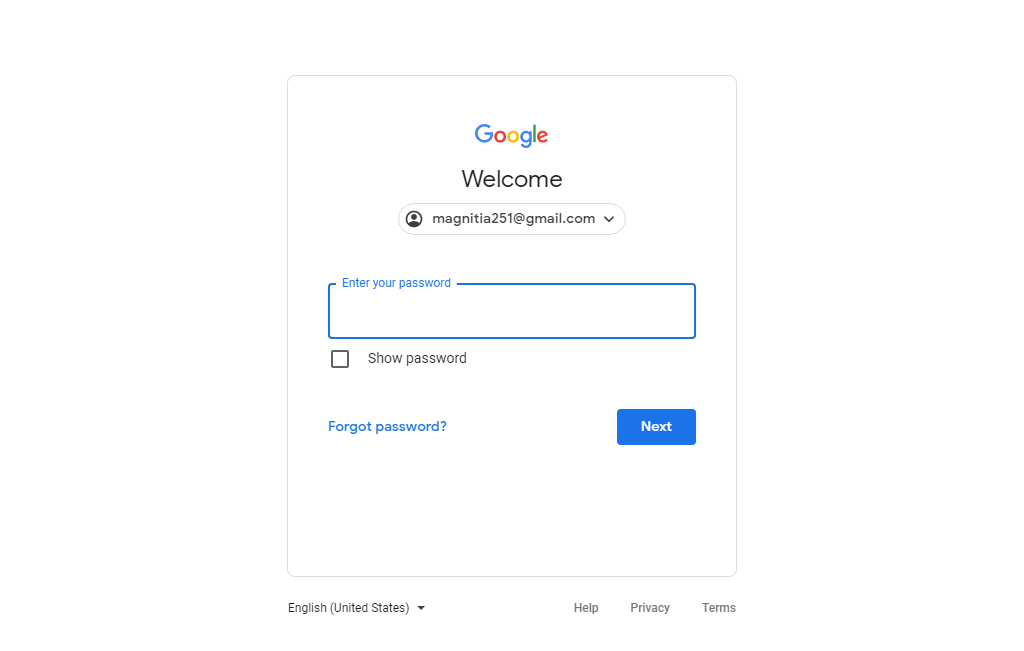 Google
Welcome
magnitia251@gmail.com
Enter your password
Show password
Forgot password?
Next
English (United States)
Help
Privacy
Terms